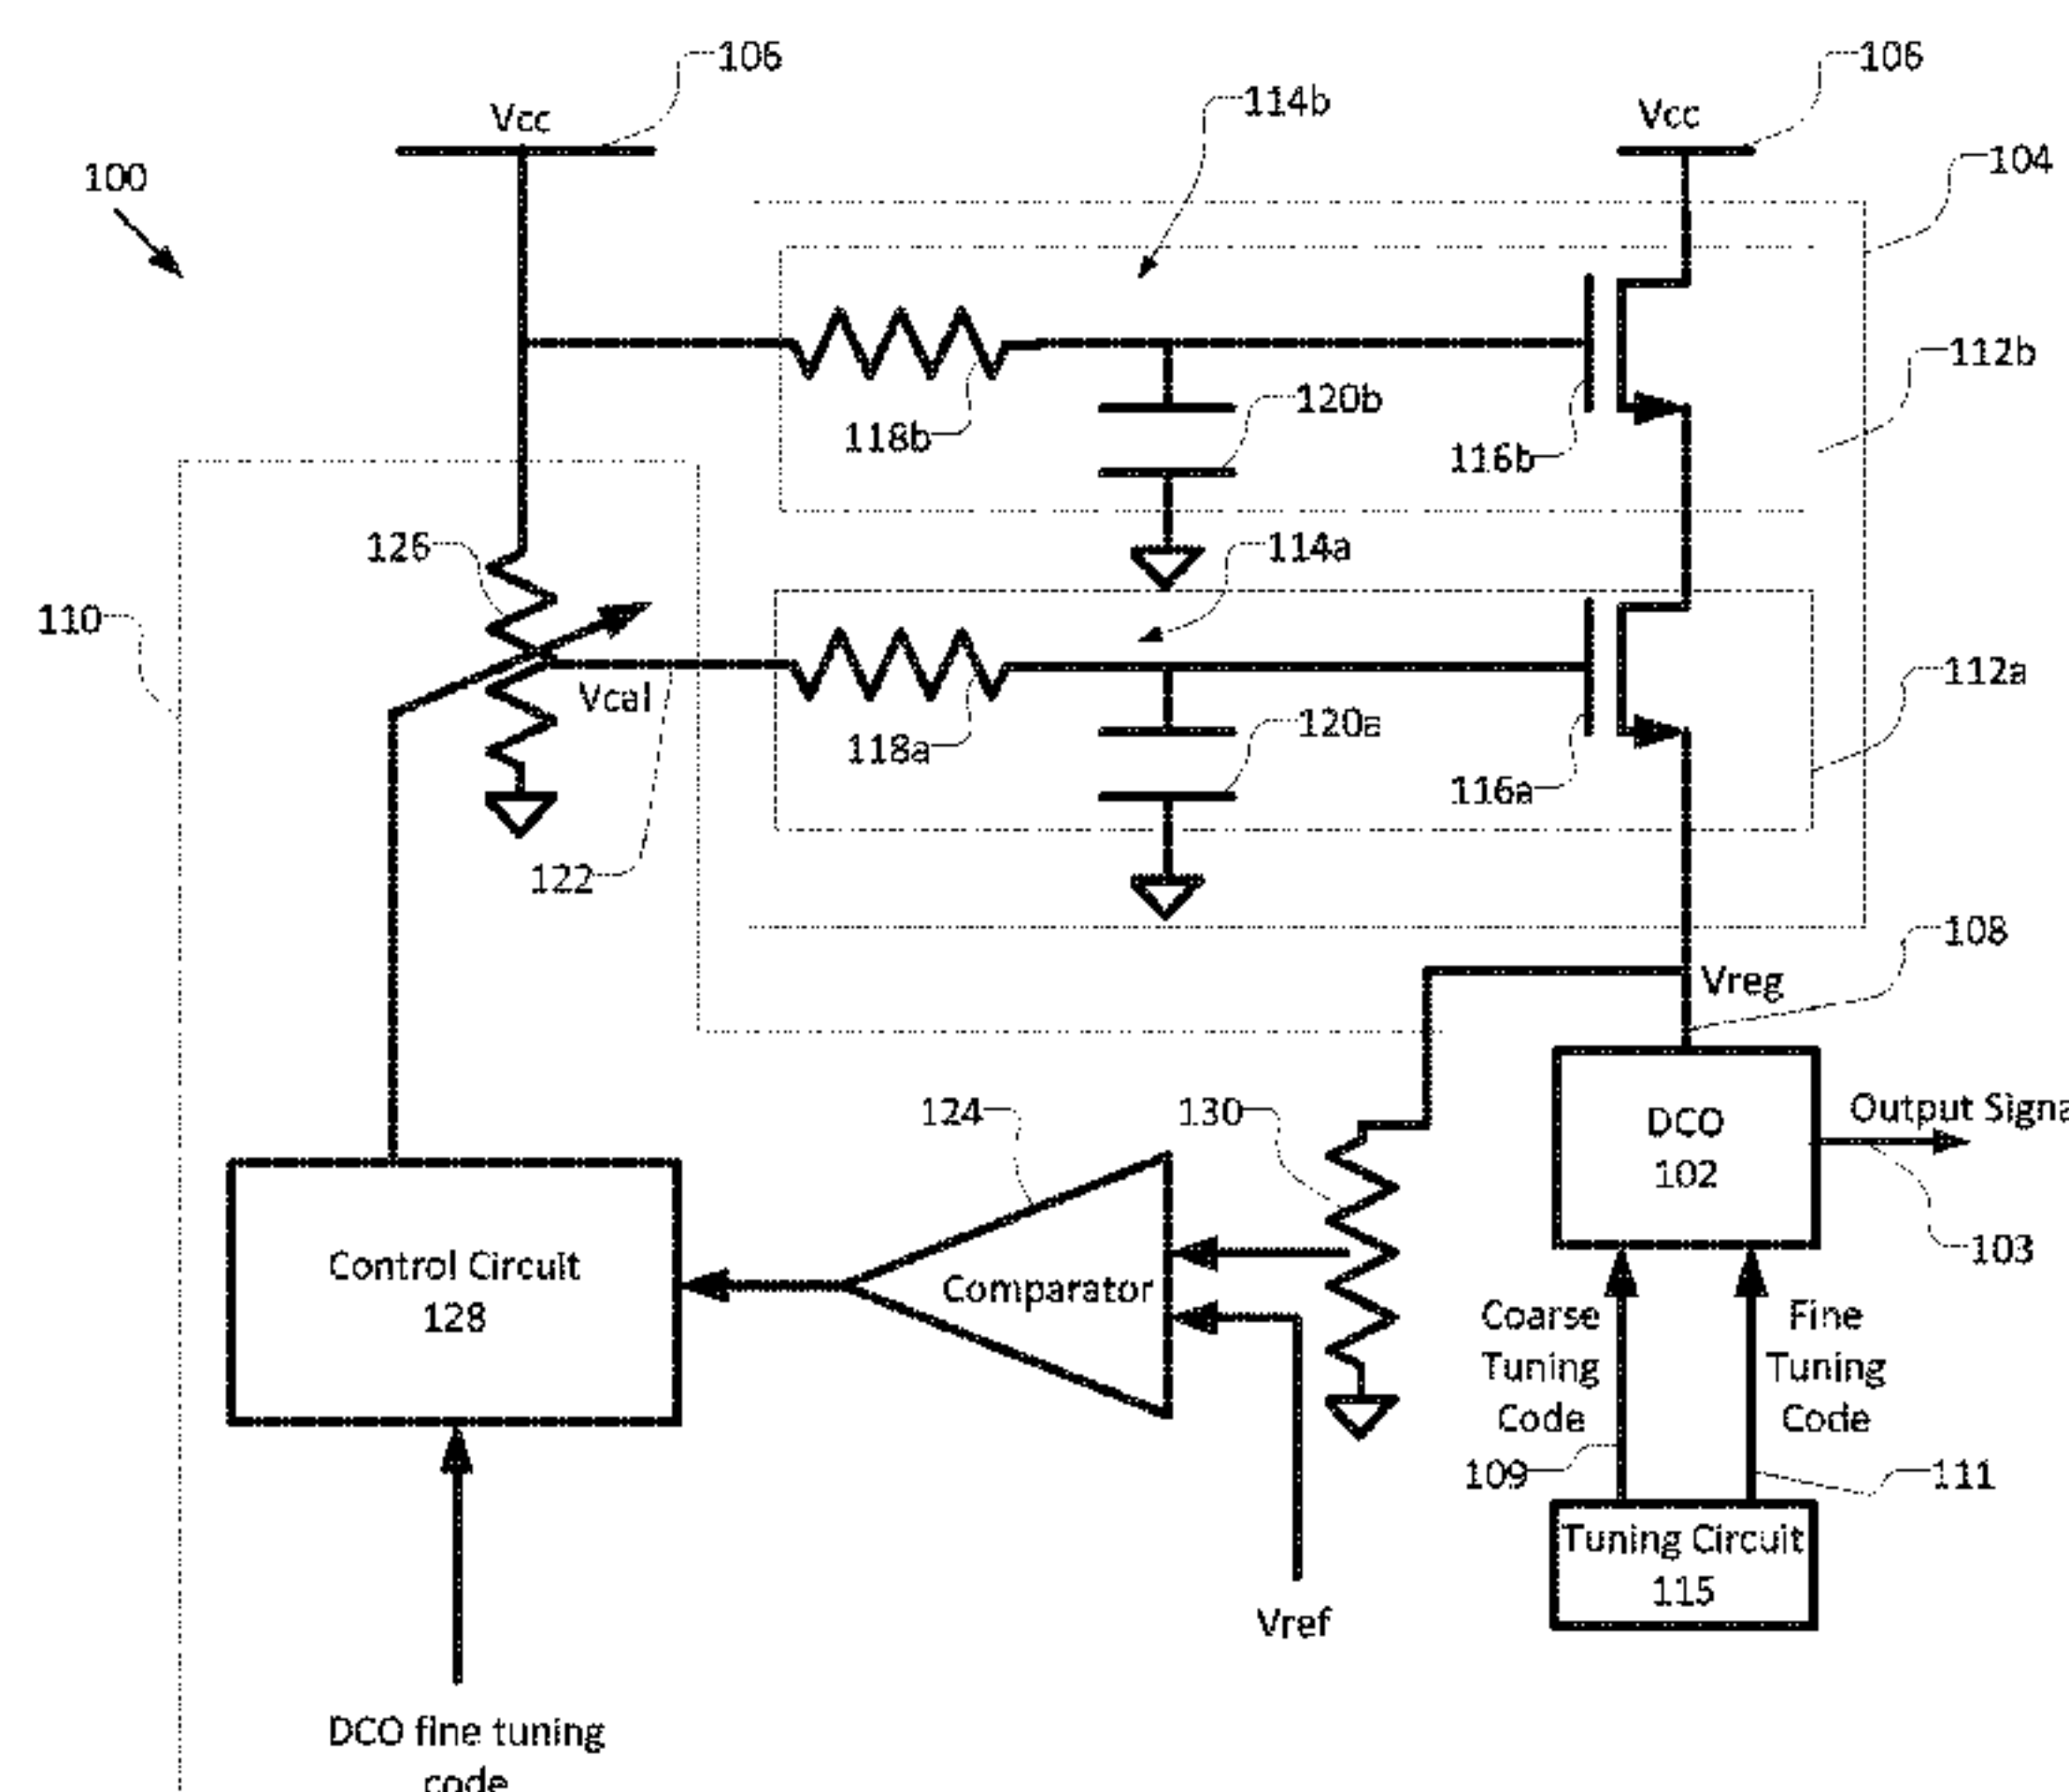 106
106
Vcc
114b
Vcc
104
100
112b
120b
118b
116b
126
114a
110
112a
Vcal
120a
118a
116a
122
108
Vreg
124
130
DCO
102
Output Signa
103
Control Circuit
128
Comparator
Coarse
Tuning
Code
Fine
Tuning
Code
109
111
Tuning Circuit
115
Vref
DCO fine tuning
code